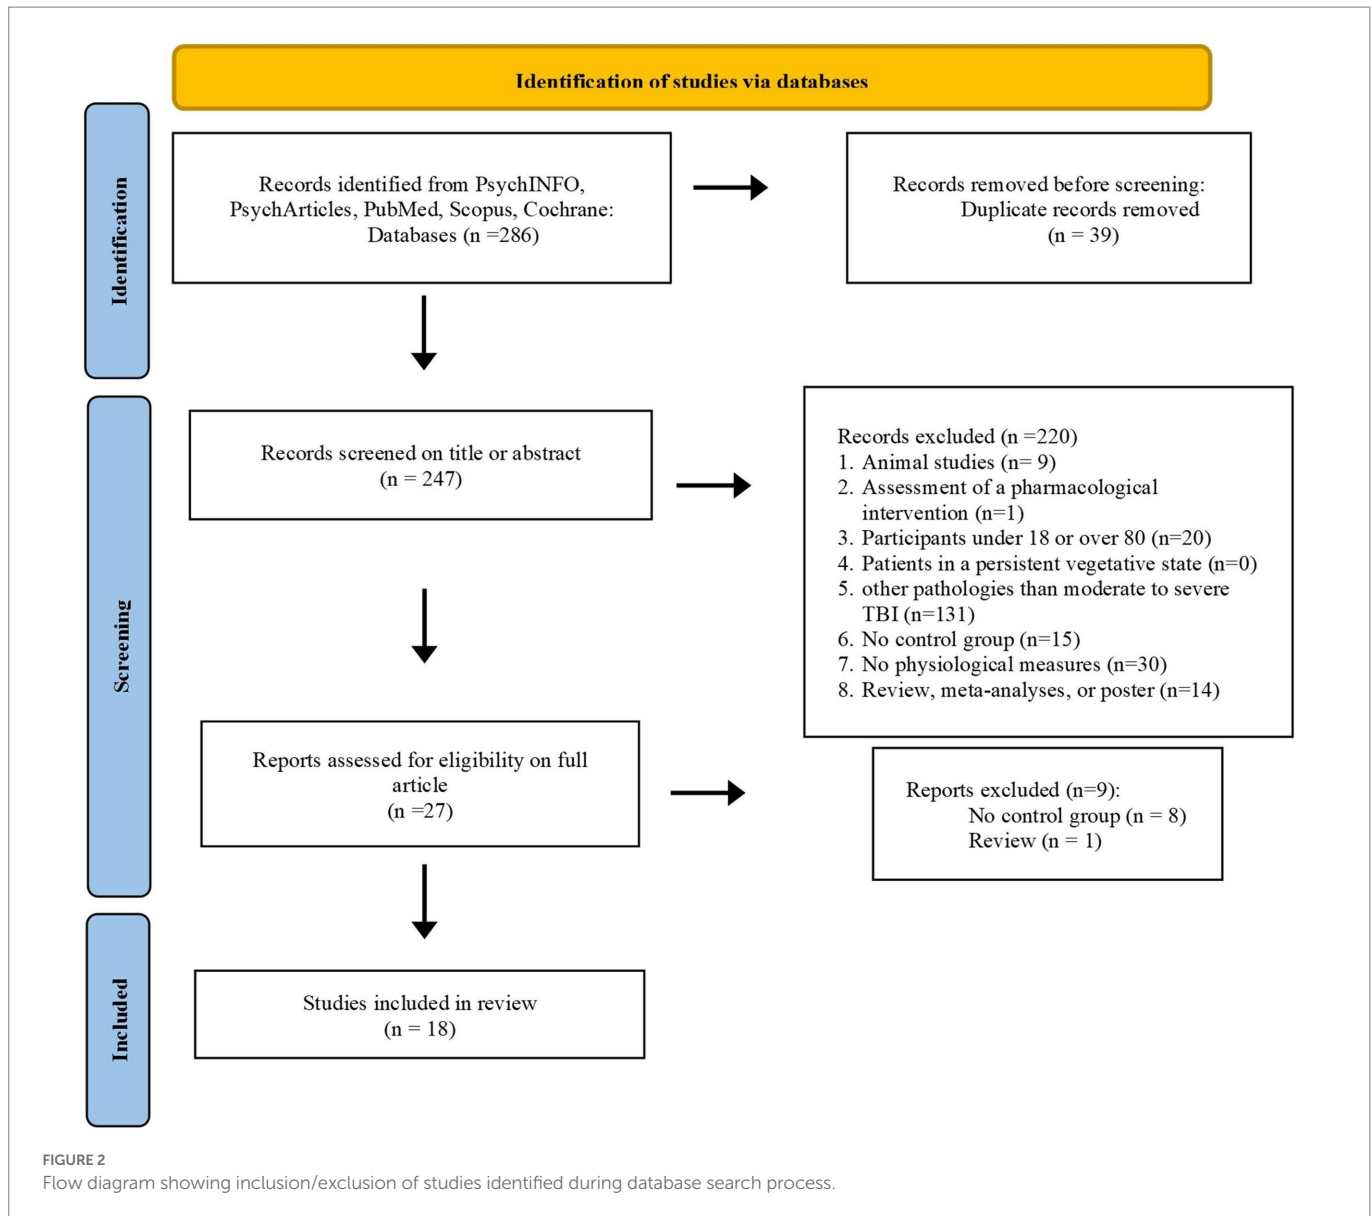 Identification of studies via databases
Identification
Records identified from PsychINFO,
PsychArticles, PubMed, Scopus, Cochrane:
Databases (n =286)
Records removed before screening:
Duplicate records removed
(n = 39)
Screening
Records screened on title or abstract
(n = 247)
Records excluded (n =220)
1. Animal studies (n= 9)
2. Assessment of a pharmacological
intervention (n=1)
3. Participants under 18 or over 80 (n=20)
4. Patients in a persistent vegetative state (n=0)
5. other pathologies than moderate to severe
TBI (n=131)
6. No control group (n=15)
7. No physiological measures (n=30)
8. Review, meta-analyses, or poster (n=14)
Reports assessed for eligibility on full
article
(n =27)
Reports excluded (n=9):
No control group (n = 8)
Review (n = 1)
Included
Studies included in review
(n = 18)
FIGURE 2
Flow diagram showing inclusion/exclusion of studies identified during database search process.